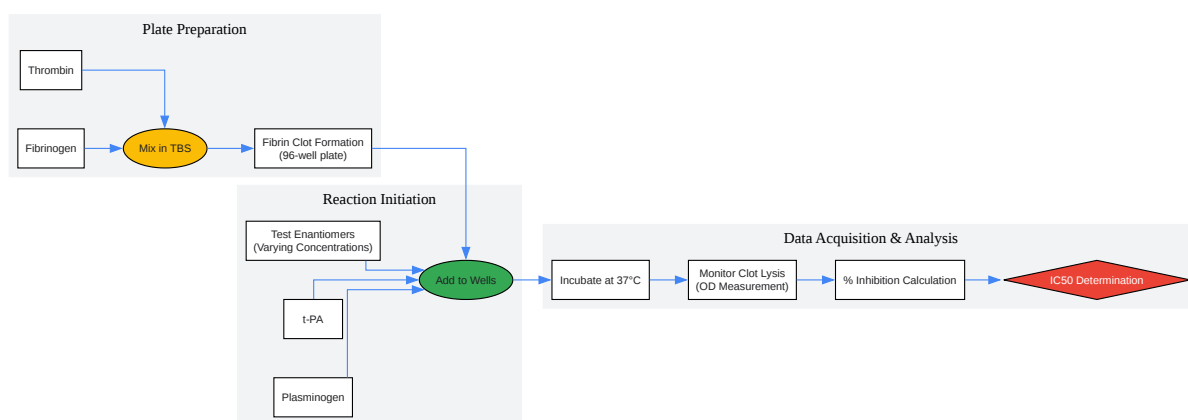 Plate Preparation
Thrombin
Fibrinogen
Mix in TBS
Fibrin Clot Formation
(96-well plate)
Reaction Initiation
Test Enantiomers
(Varying Concentrations)
t-PA
Plasminogen
Add to Wells
Data Acquisition & Analysis
Incubate at 37°C
Monitor Clot Lysis
(OD Measurement)
% Inhibition Calculation
IC50 Determination